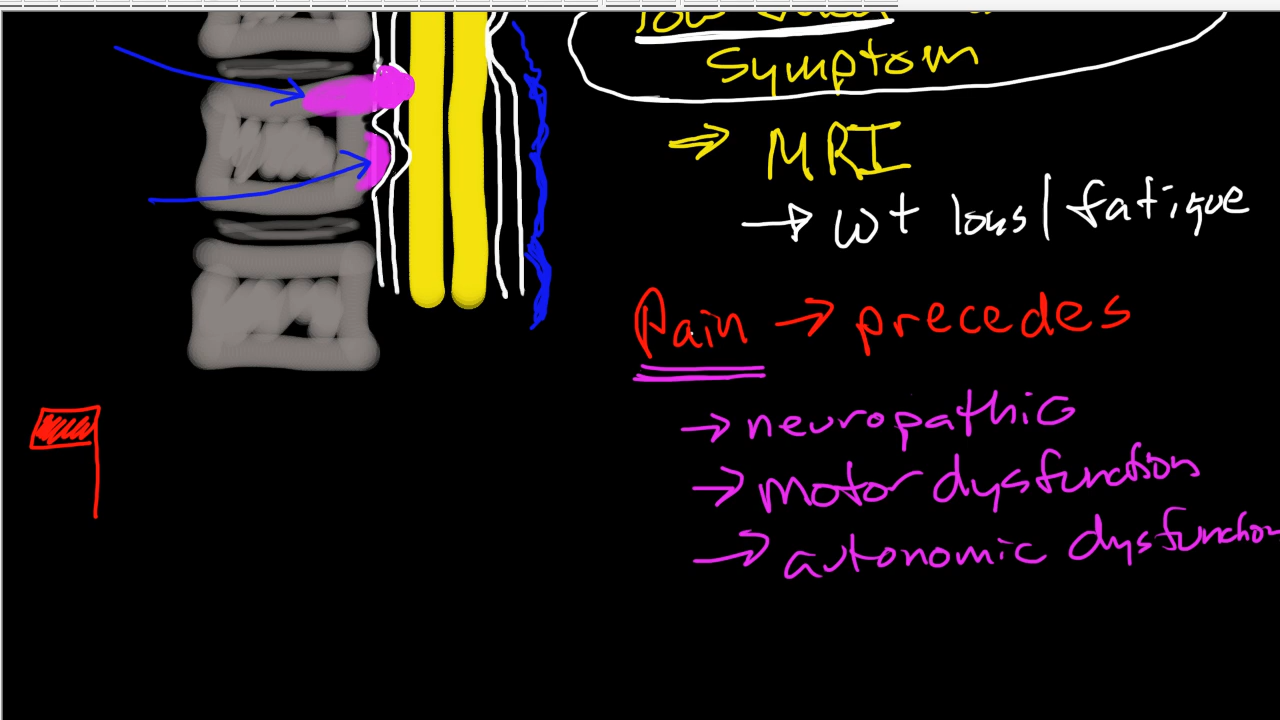 Symptom
⇒ MRI
→ wt loss/fatigue
Pain → precedes
→ neuropathic
→ motor dysfunction
→ autonomic dysfunction